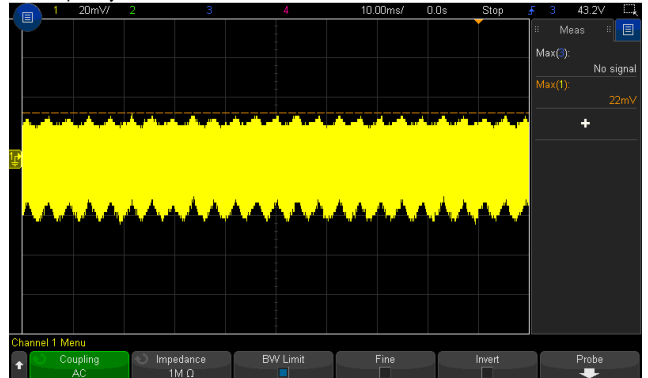 1 20mV/ 2 3 4 10.00ms/ 0.0s Stop 3 43.2V
Meas
Max(3):
No signal
Max(1):
22mV
+
1
Channel 1 Menu
Coupling Impedance BW Limit Fine Invert Probe
AC 1M Ω